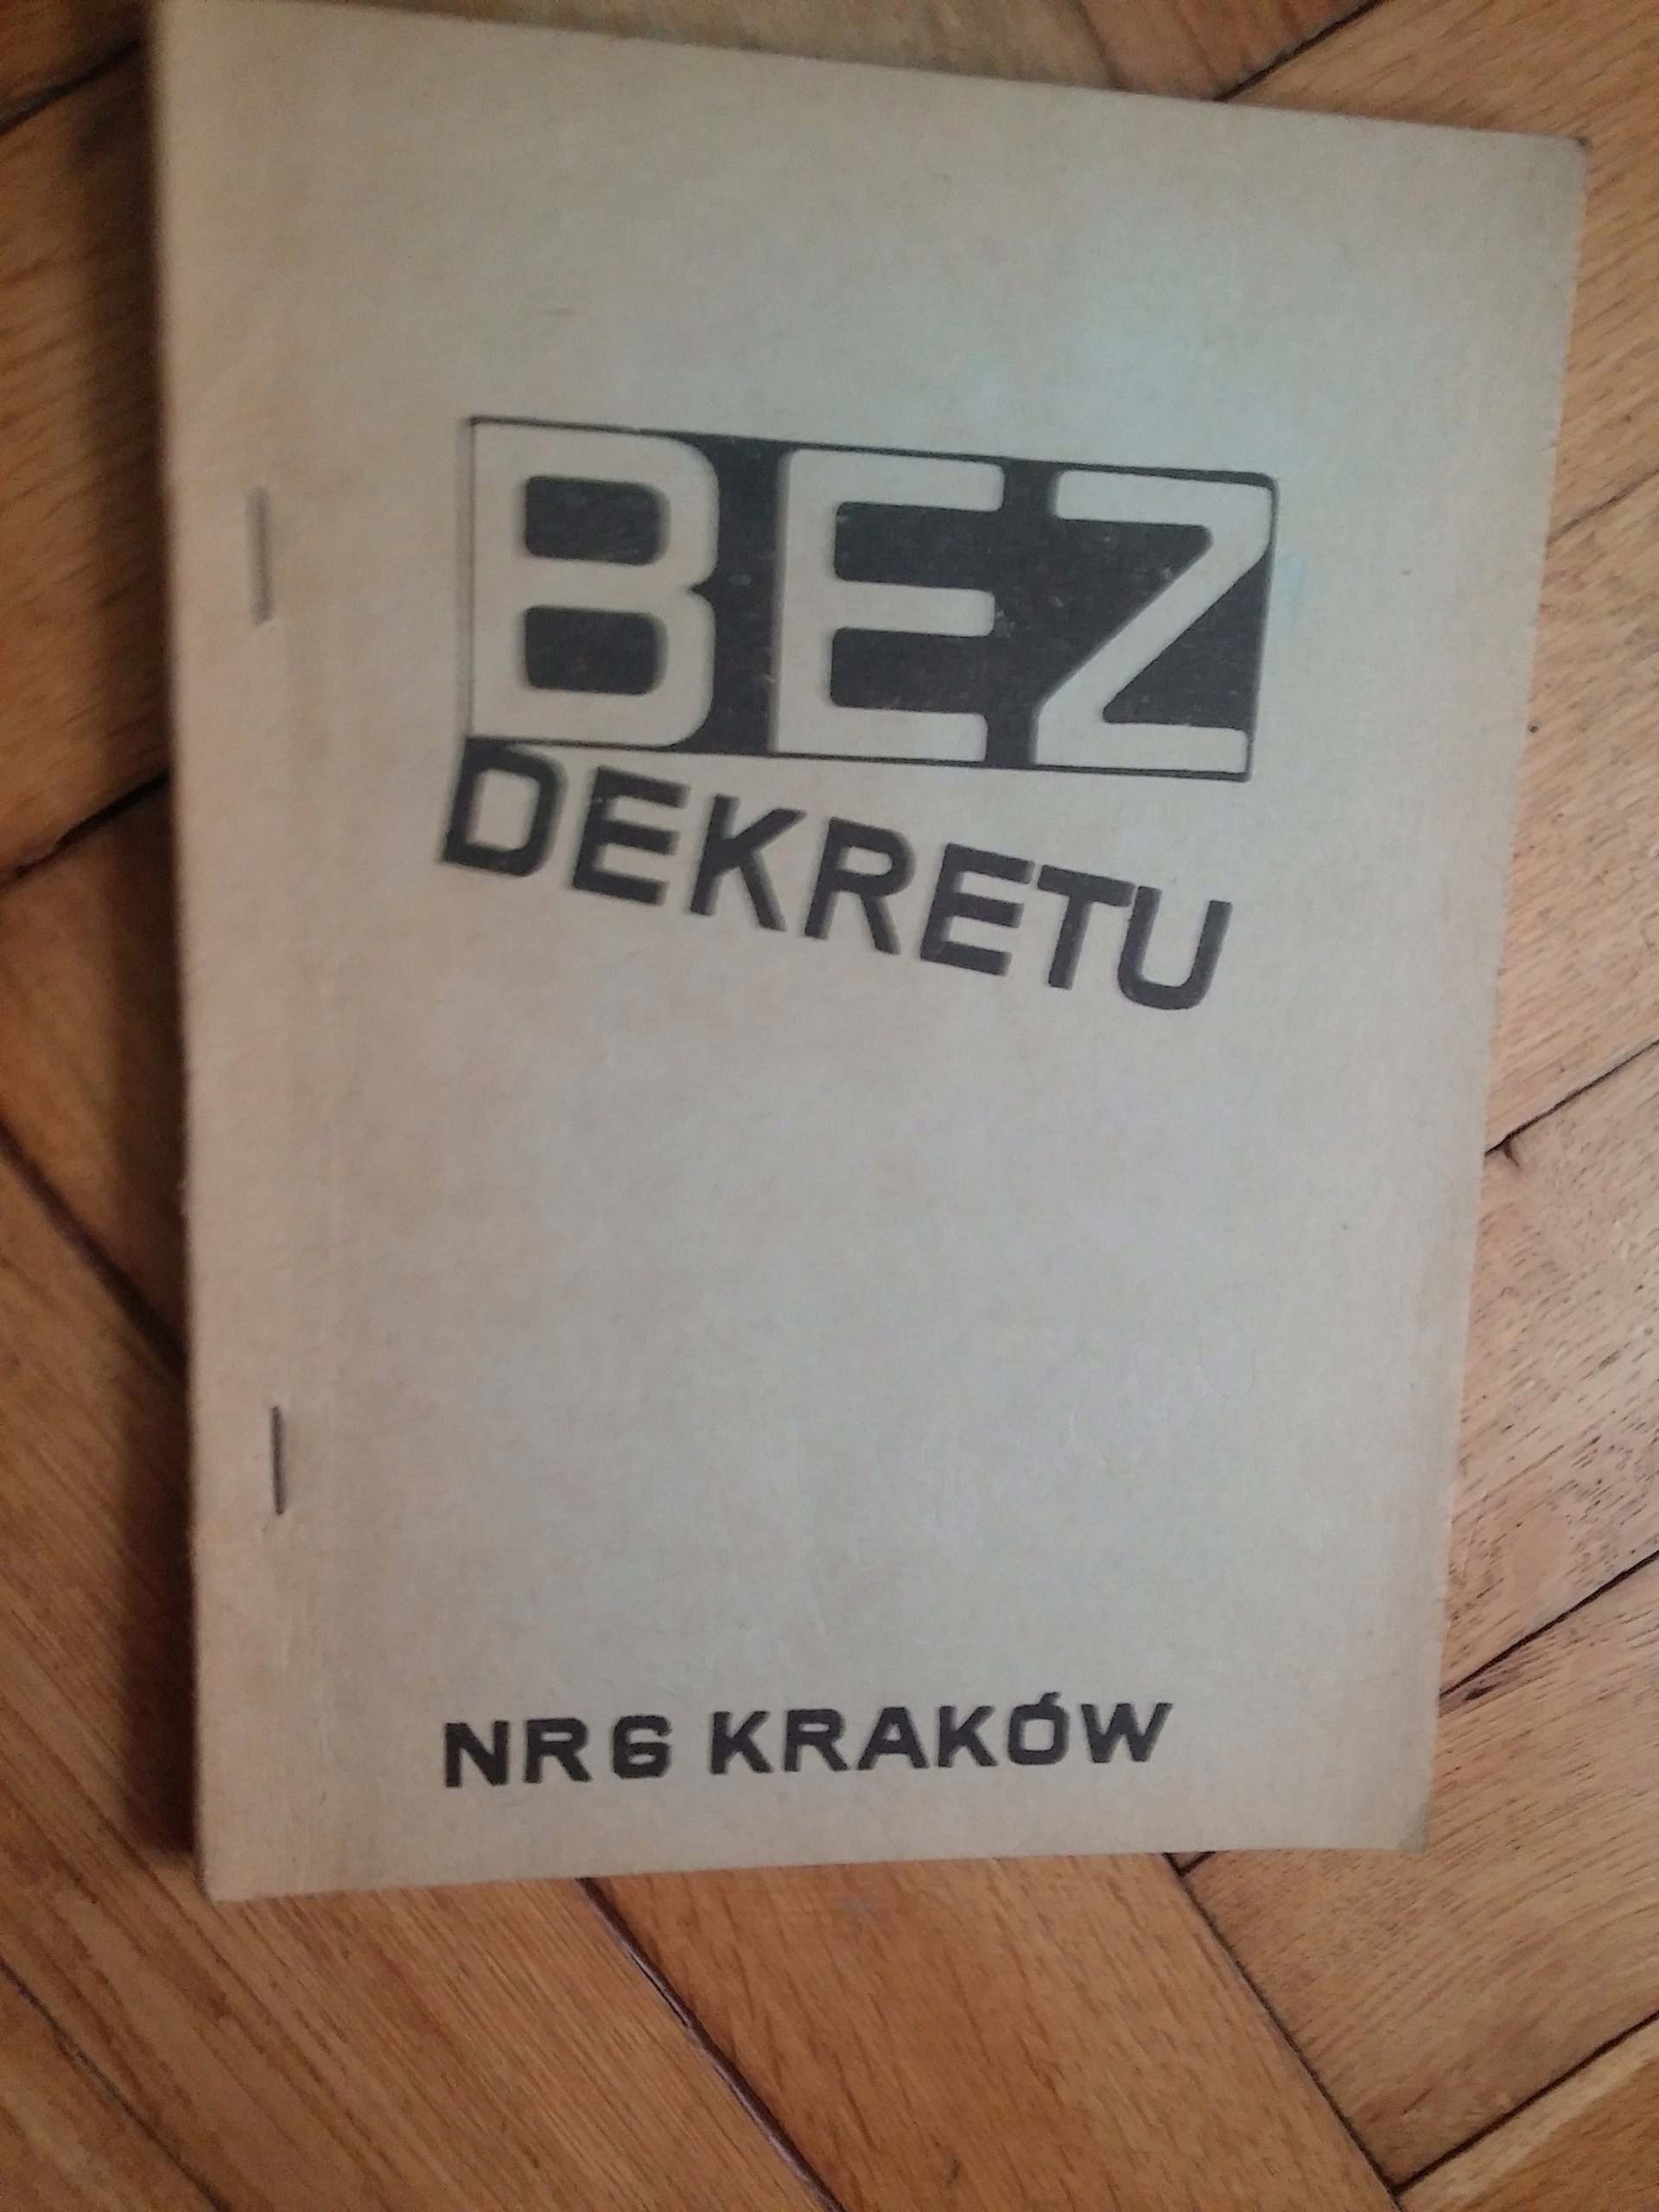 BEZ
DEKRETU
NR 6 KRAKÓW